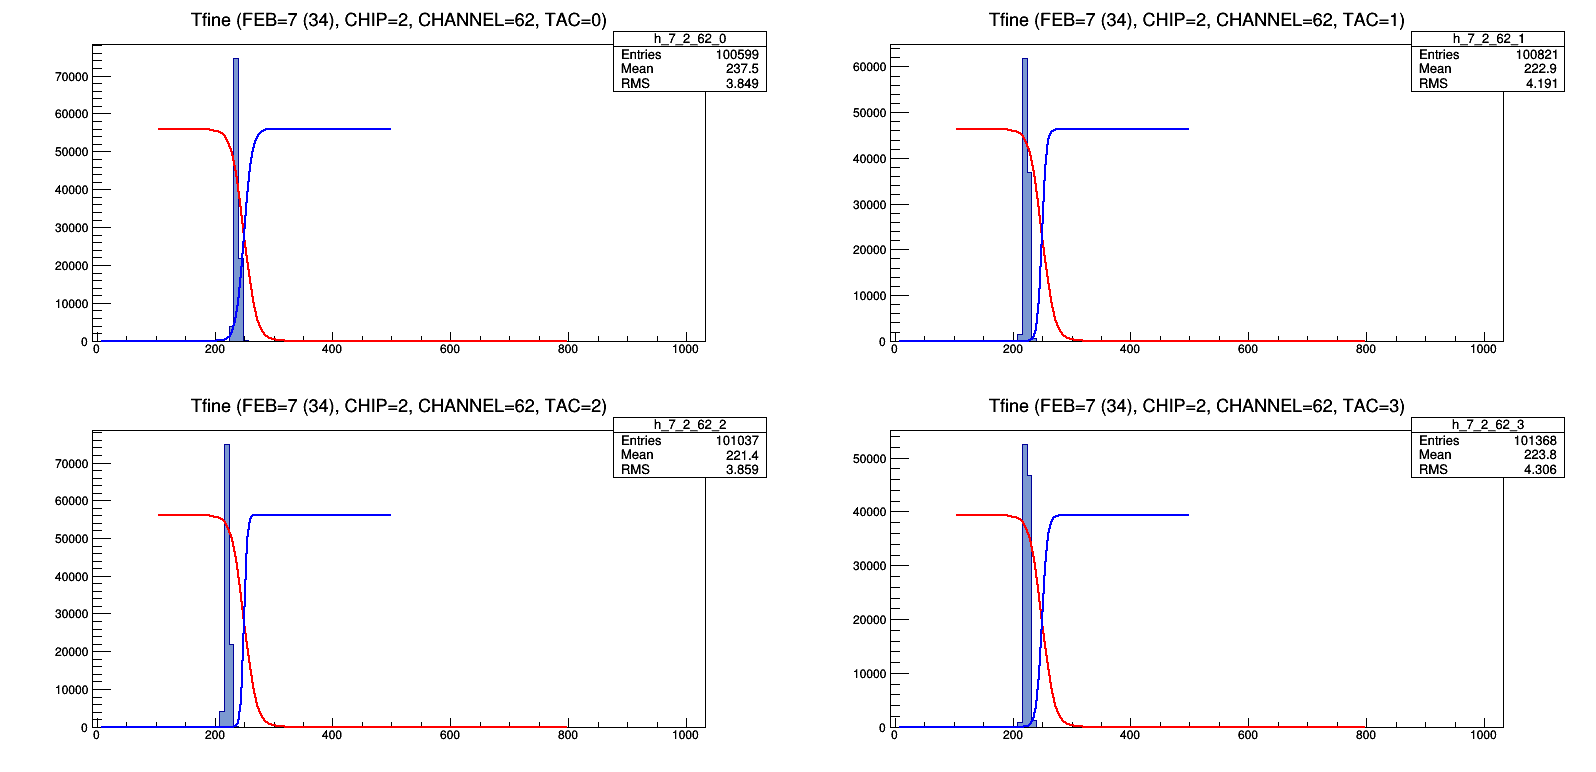 Tfine (FEB=7 (34), CHIP=2, CHANNEL=62, TAC=0)
h_7_2_62_0
Entries 100599
Mean 237.5
RMS 3.849
70000
60000
50000
40000
30000
20000
10000
0
0 200 400 600 800 1000
Tfine (FEB=7 (34), CHIP=2, CHANNEL=62, TAC=1)
h_7_2_62_1
Entries 100821
Mean 222.9
RMS 4.191
60000
50000
40000
30000
20000
10000
0
0 200 400 600 800 1000
Tfine (FEB=7 (34), CHIP=2, CHANNEL=62, TAC=2)
h_7_2_62_2
Entries 101037
Mean 221.4
RMS 3.859
70000
60000
50000
40000
30000
20000
10000
0
0 200 400 600 800 1000
Tfine (FEB=7 (34), CHIP=2, CHANNEL=62, TAC=3)
h_7_2_62_3
Entries 101368
Mean 223.8
RMS 4.306
50000
40000
30000
20000
10000
0
0 200 400 600 800 1000